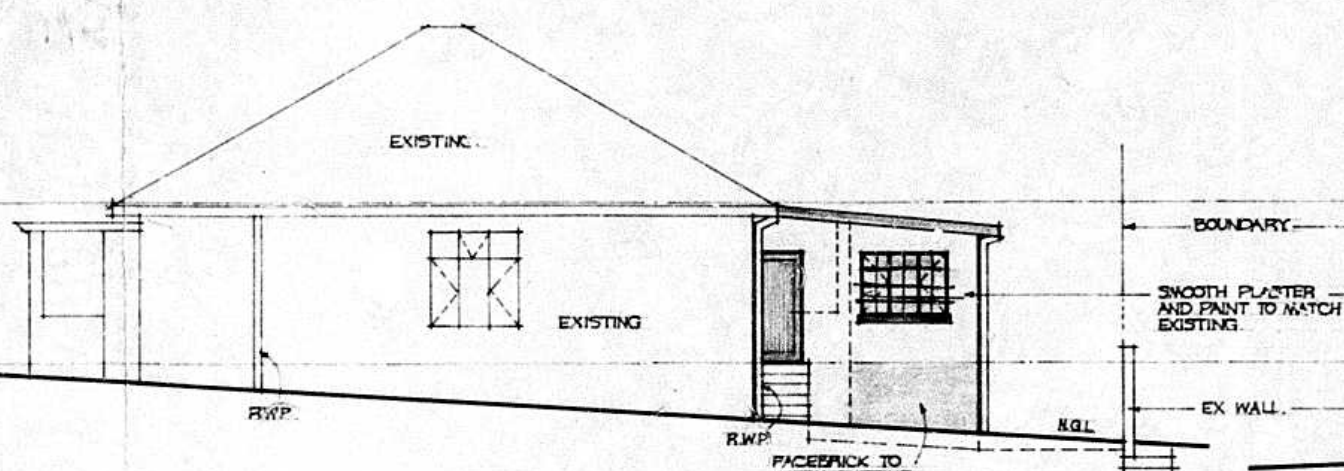 EXISTING
EXISTING
BOUNDARY
SMOOTH PLASTER
AND PAINT TO MATCH
EXISTING
R.W.P.
R.W.P.
N.G.L
EX WALL.
FACEBRICK TO